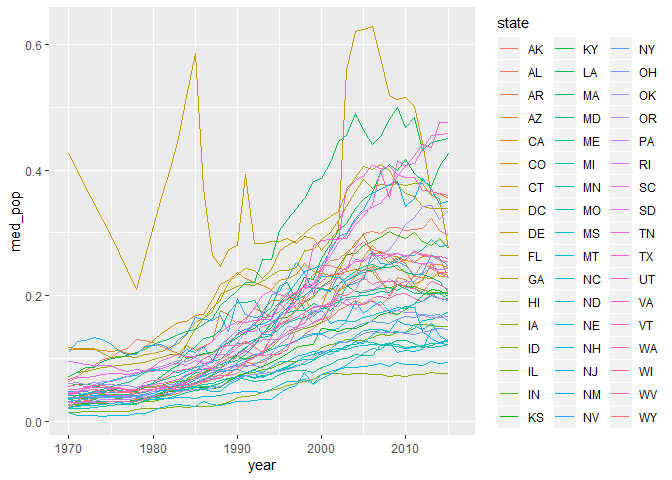 med_pop
0.6
0.4
0.2
0.0
1970 1980 1990 2000 2010
year
state
AK KY NY
AL LA OH
AR MA OK
AZ MD OR
CA ME PA
CO MI RI
CT MN SC
DC MO SD
DE MS TN
FL MT TX
GA NC UT
HI ND VA
IA NE VT
ID NH WA
IL NJ WI
IN NM WV
KS NV WY